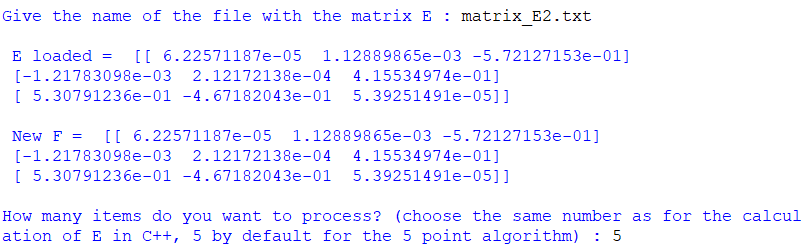 Give the name of the file with the matrix E : matrix_E2.txt
E loaded =  [[ 6.22571187e-05  1.12889865e-03 -5.72127153e-01]
[-1.21783098e-03  2.12172138e-04  4.15534974e-01]
[ 5.30791236e-01 -4.67182043e-01  5.39251491e-05]]
New F =  [[ 6.22571187e-05  1.12889865e-03 -5.72127153e-01]
[-1.21783098e-03  2.12172138e-04  4.15534974e-01]
[ 5.30791236e-01 -4.67182043e-01  5.39251491e-05]]
How many items do you want to process? (choose the same number as for the calcul
ation of E in C++, 5 by default for the 5 point algorithm) : 5